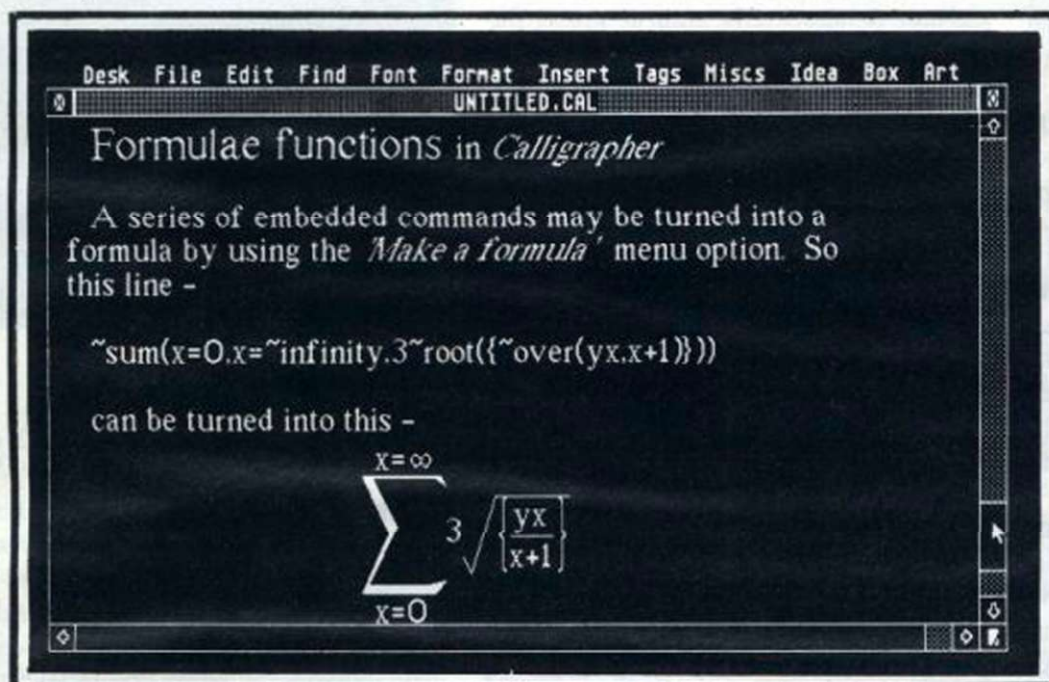 Desk File Edit Find Font Format Insert Tags Miscs Idea Box Art
UNTITLED.CAL
Formulae functions in Calligrapher
A series of embedded commands may be turned into a
formula by using the 'Make a formula' menu option. So
this line -
~sum(x=0,x=~infinity,3~root({~over(yx,x+1)}))
can be turned into this -
x=∞
∑ 3 √{yx
x+1}
x=0